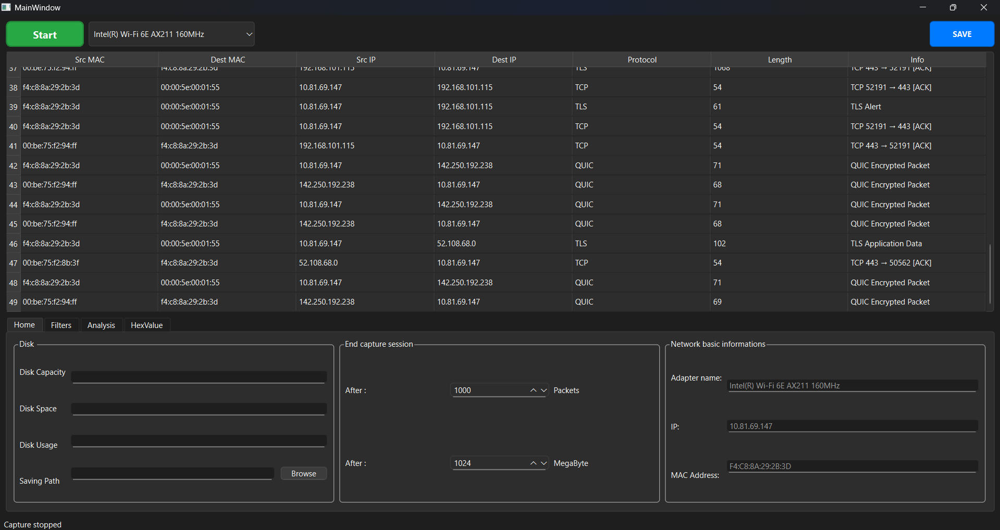 MainWindow
Start Intel(R) Wi-Fi 6E AX211 160MHz SAVE
Src MAC Dest MAC Src IP Dest IP Protocol Length Info
37 00:be:75:f2:94:ff f4:c8:8a:29:2b:3d 192.168.101.115 10.81.69.147 TLS 1068 TCP 443 → 52191 [ACK]
38 f4:c8:8a:29:2b:3d 00:00:5e:00:01:55 10.81.69.147 192.168.101.115 TCP 54 TCP 52191 → 443 [ACK]
39 f4:c8:8a:29:2b:3d 00:00:5e:00:01:55 10.81.69.147 192.168.101.115 TLS 61 TLS Alert
40 f4:c8:8a:29:2b:3d 00:00:5e:00:01:55 10.81.69.147 192.168.101.115 TCP 54 TCP 52191 → 443 [ACK]
41 00:be:75:f2:94:ff f4:c8:8a:29:2b:3d 192.168.101.115 10.81.69.147 TCP 54 TCP 443 → 52191 [ACK]
42 f4:c8:8a:29:2b:3d 00:00:5e:00:01:55 10.81.69.147 142.250.192.238 QUIC 71 QUIC Encrypted Packet
43 00:be:75:f2:94:ff f4:c8:8a:29:2b:3d 142.250.192.238 10.81.69.147 QUIC 68 QUIC Encrypted Packet
44 f4:c8:8a:29:2b:3d 00:00:5e:00:01:55 10.81.69.147 142.250.192.238 QUIC 71 QUIC Encrypted Packet
45 00:be:75:f2:94:ff f4:c8:8a:29:2b:3d 142.250.192.238 10.81.69.147 QUIC 68 QUIC Encrypted Packet
46 f4:c8:8a:29:2b:3d 00:00:5e:00:01:55 10.81.69.147 52.108.68.0 TLS 102 TLS Application Data
47 00:be:75:f2:8b:3f f4:c8:8a:29:2b:3d 52.108.68.0 10.81.69.147 TCP 54 TCP 443 → 50562 [ACK]
48 f4:c8:8a:29:2b:3d 00:00:5e:00:01:55 10.81.69.147 142.250.192.238 QUIC 71 QUIC Encrypted Packet
49 00:be:75:f2:94:ff f4:c8:8a:29:2b:3d 142.250.192.238 10.81.69.147 QUIC 69 QUIC Encrypted Packet
Home Filters Analysis HexValue
Disk
Disk Capacity
Disk Space
Disk Usage
Saving Path Browse
End capture session
After : 1000 Packets
After : 1024 MegaByte
Network basic informations
Adapter name: Intel(R) Wi-Fi 6E AX211 160MHz
IP: 10.81.69.147
MAC Address: F4:C8:8A:29:2B:3D
Capture stopped